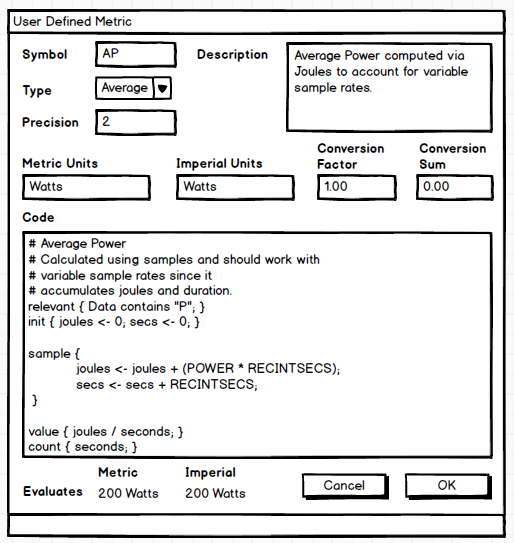 User Defined Metric
Symbol AP Description Average Power computed via
Joules to account for variable
sample rates.
Type Average
Precision 2
Metric Units Imperial Units Conversion Factor Conversion Sum
Watts Watts 1.00 0.00
Code
# Average Power
# Calculated using samples and should work with
# variable sample rates since it
# accumulates joules and duration.
relevant { Data contains "P"; }
init { joules <- 0; secs <- 0; }
sample {
joules <- joules + (POWER * RECINTSECS);
secs <- secs + RECINTSECS;
}
value { joules / seconds; }
count { seconds; }
Metric Imperial
Evaluates 200 Watts 200 Watts Cancel OK